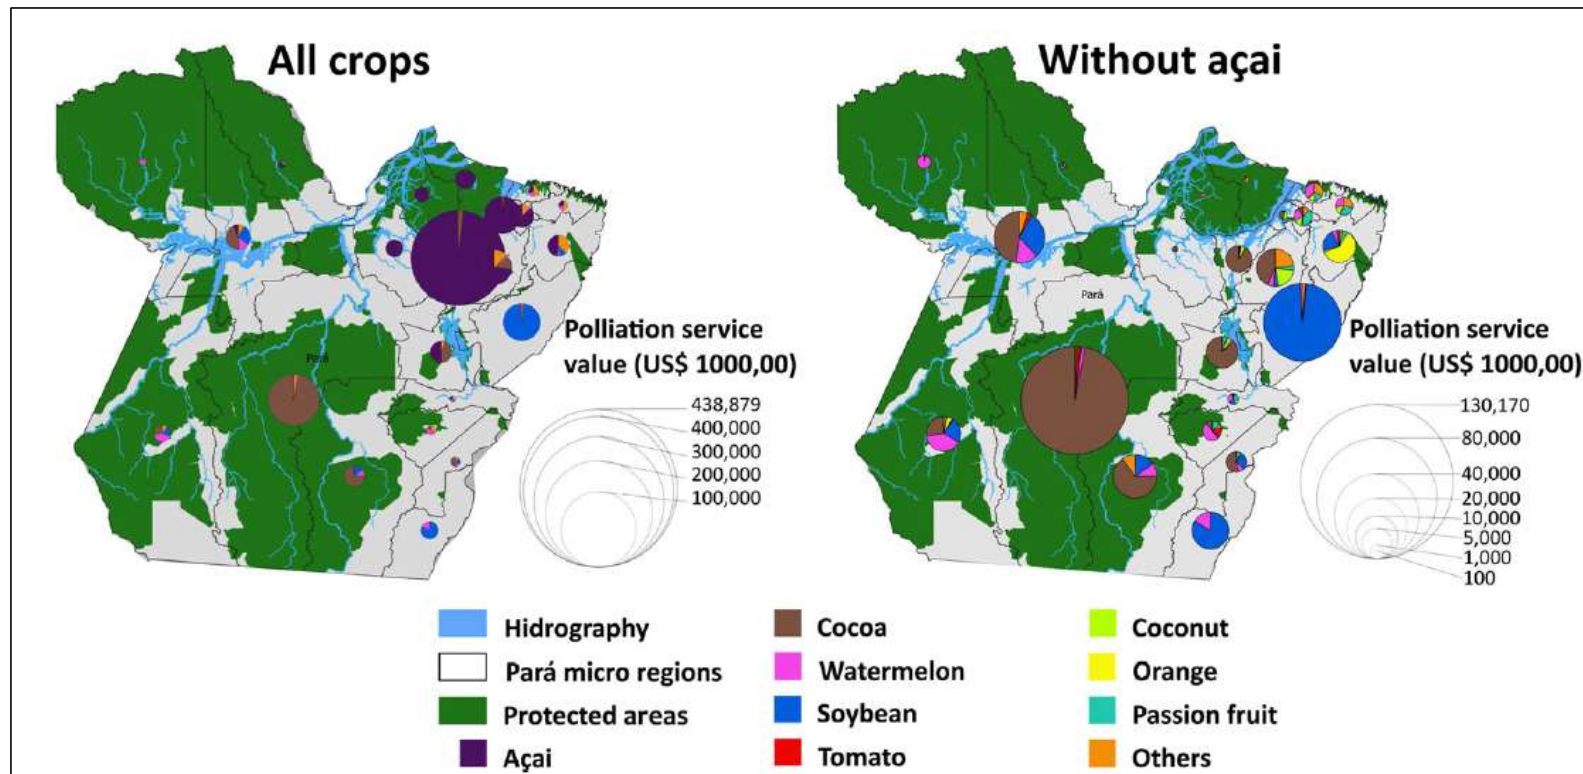 All crops
Without açai
Pará
Pará
Polliation service
value (US$ 1000,00)
438,879
400,000
300,000
200,000
100,000
Polliation service
value (US$ 1000,00)
130,170
80,000
40,000
20,000
10,000
5,000
1,000
100
Hidrography
Pará micro regions
Protected areas
Açai
Cocoa
Watermelon
Soybean
Tomato
Coconut
Orange
Passion fruit
Others